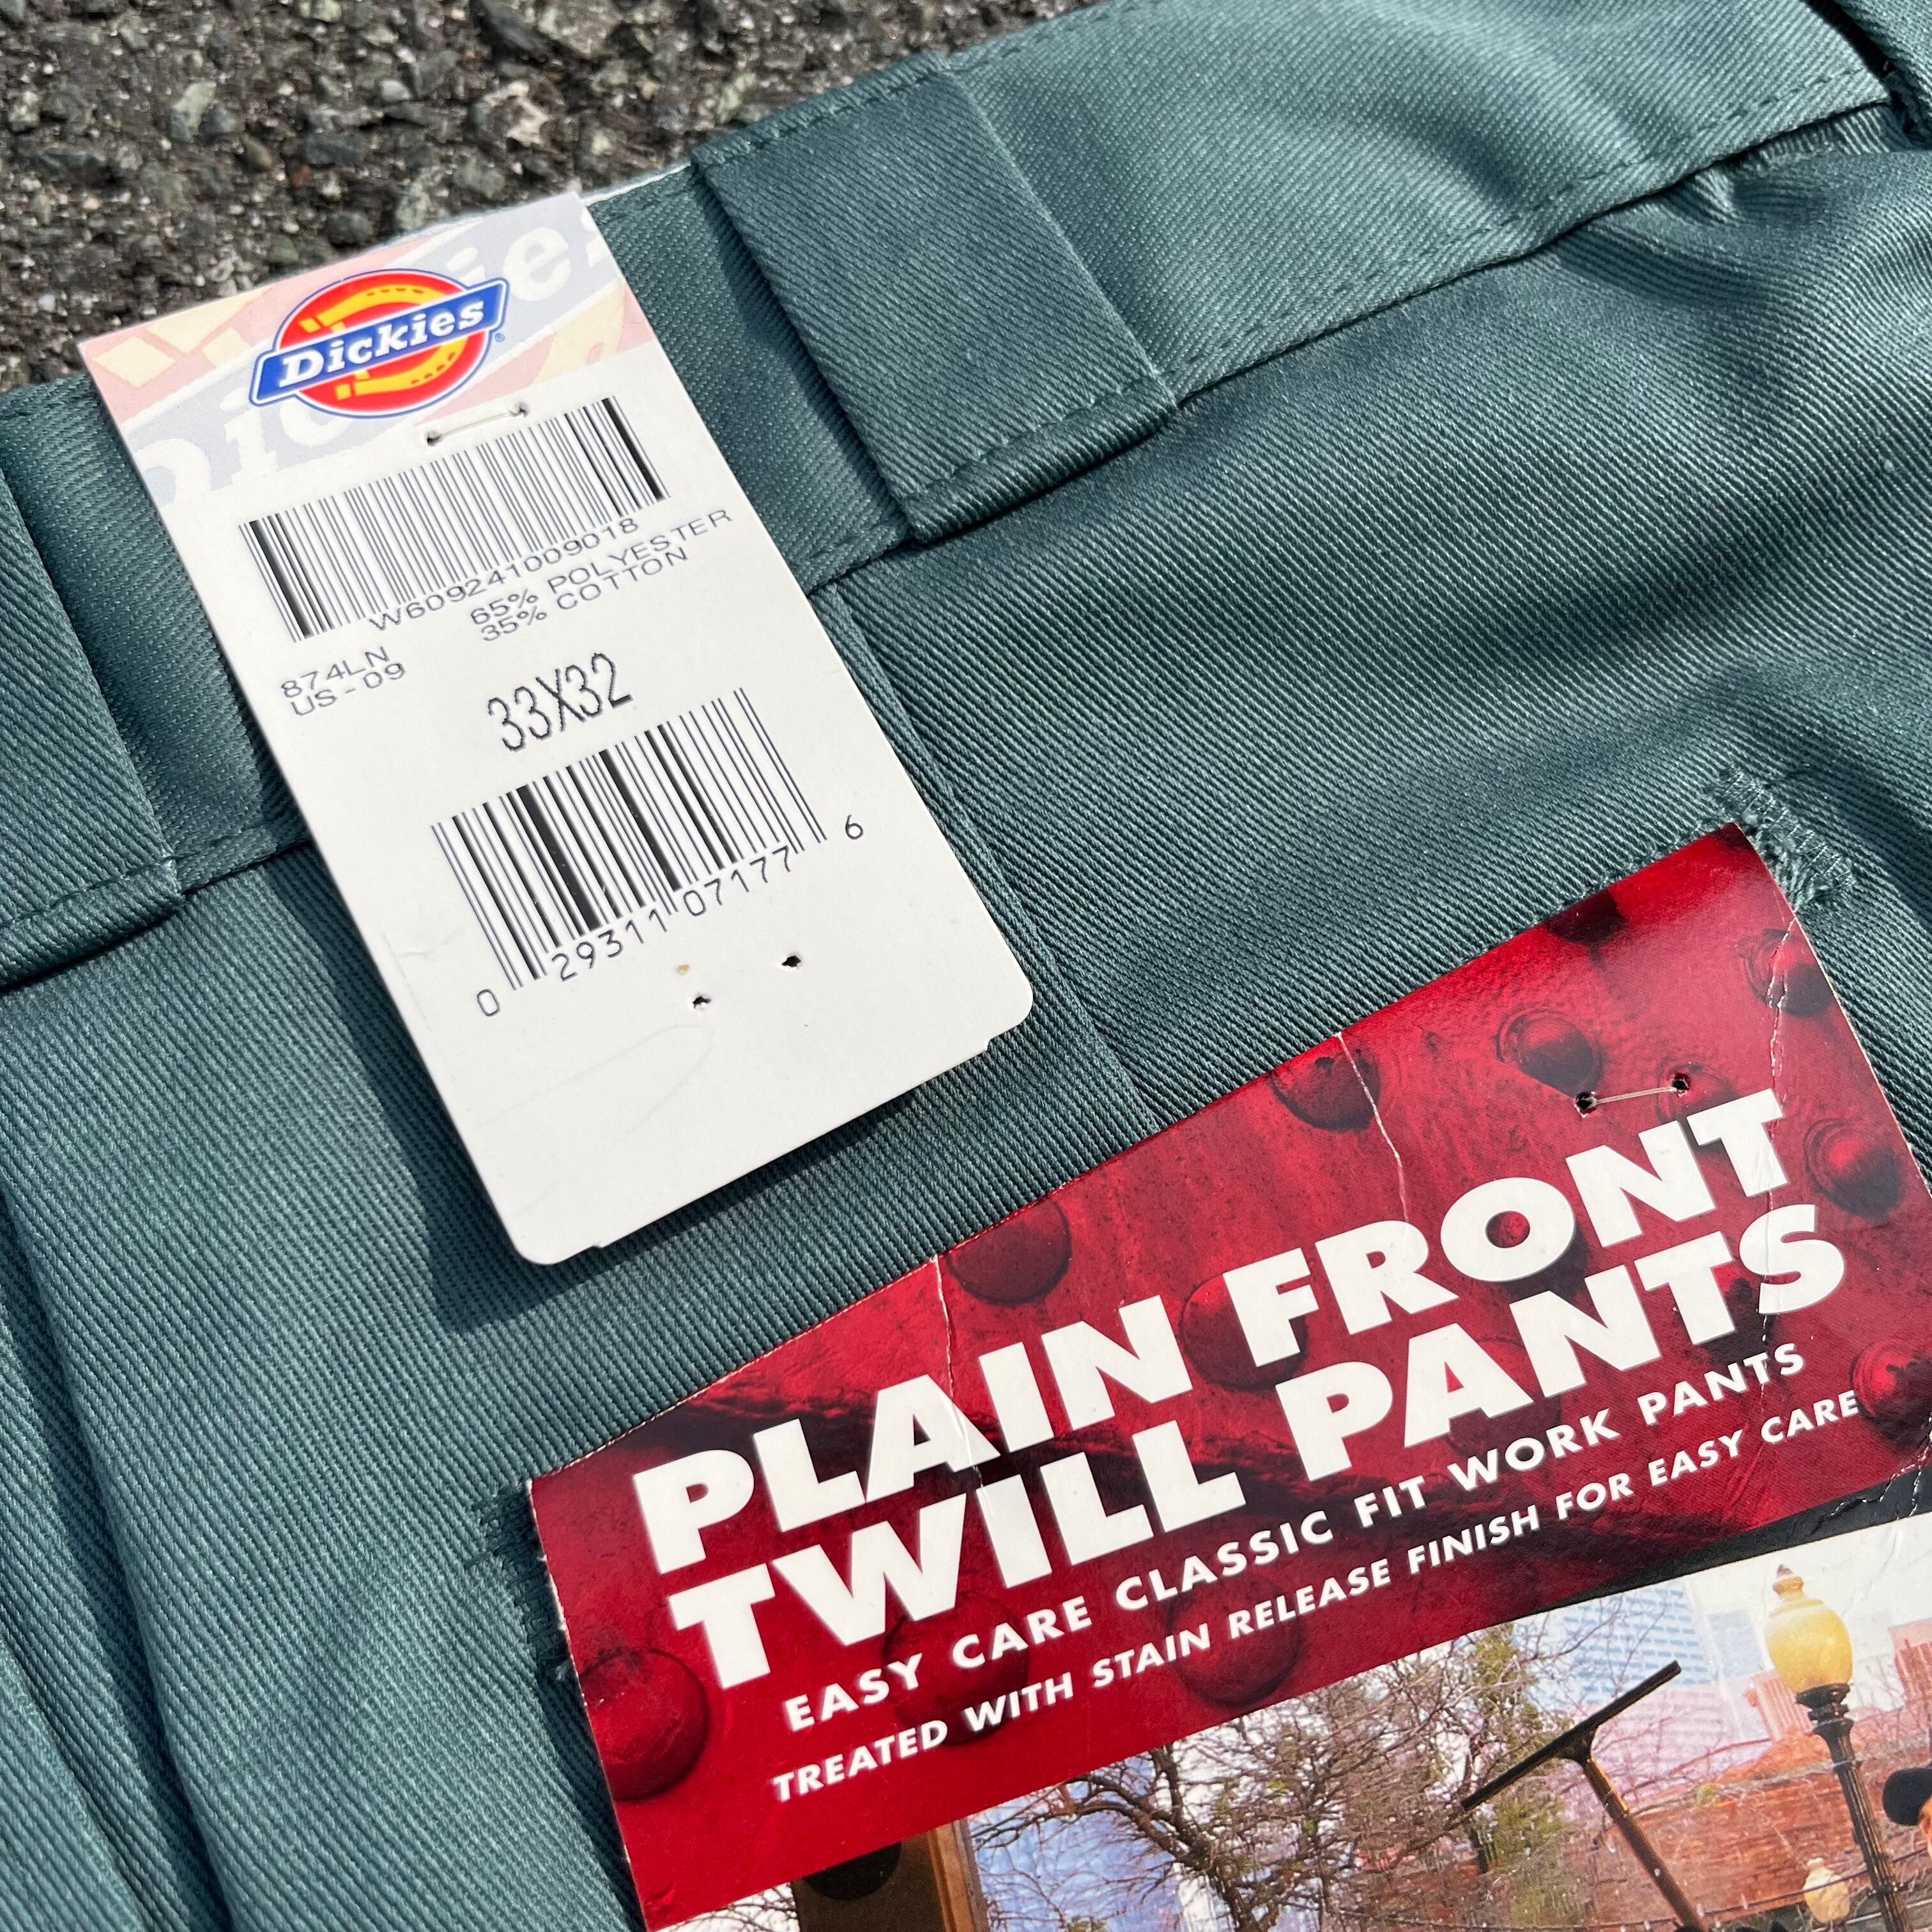 Dickies
Dickies®
W609241009018
65% POLYESTER
35% COTTON
874LN
US-09
33X32
0 29311 07177 6
PLAIN FRONT
TWILL PANTS
EASY CARE CLASSIC FIT WORK PANTS
TREATED WITH STAIN RELEASE FINISH FOR EASY CARE